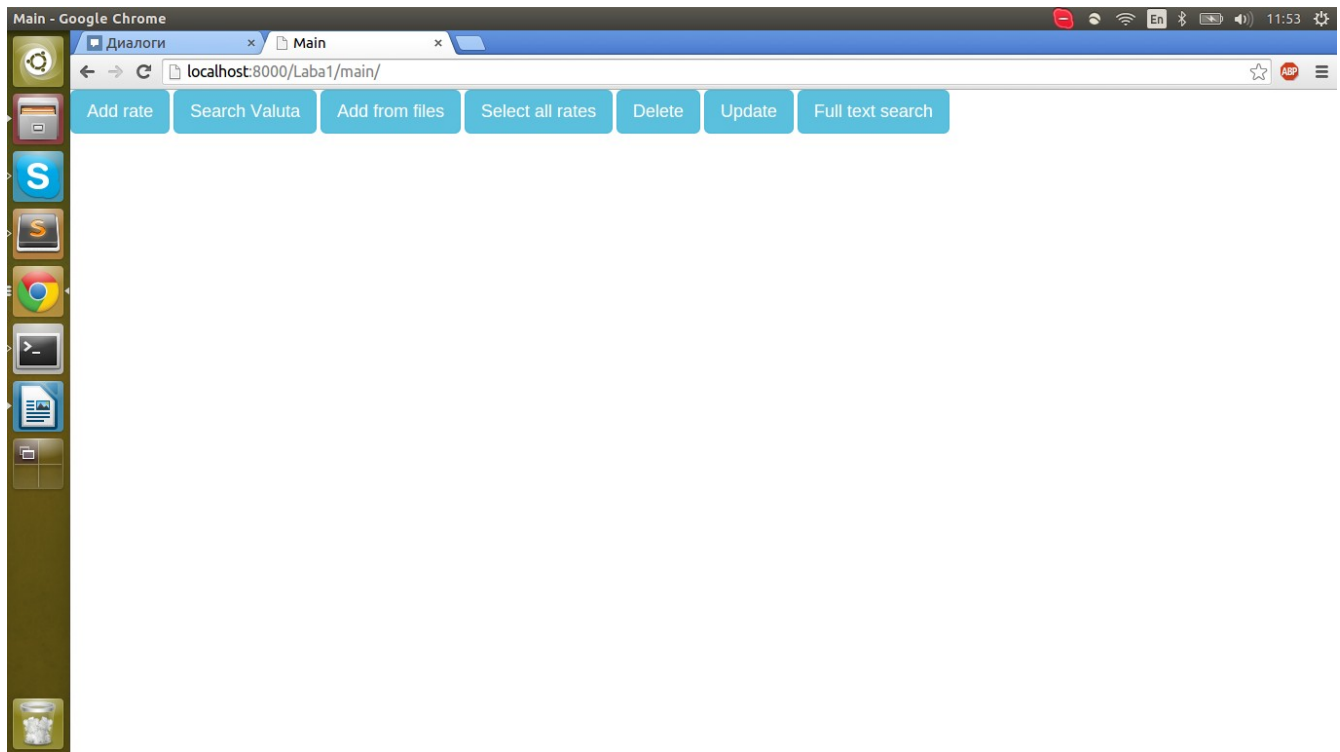 Main - Google Chrome En 11:53
Диалоги Main
localhost:8000/Laba1/main/ ABP
Add rate Search Valuta Add from files Select all rates Delete Update Full text search
S
S
>_